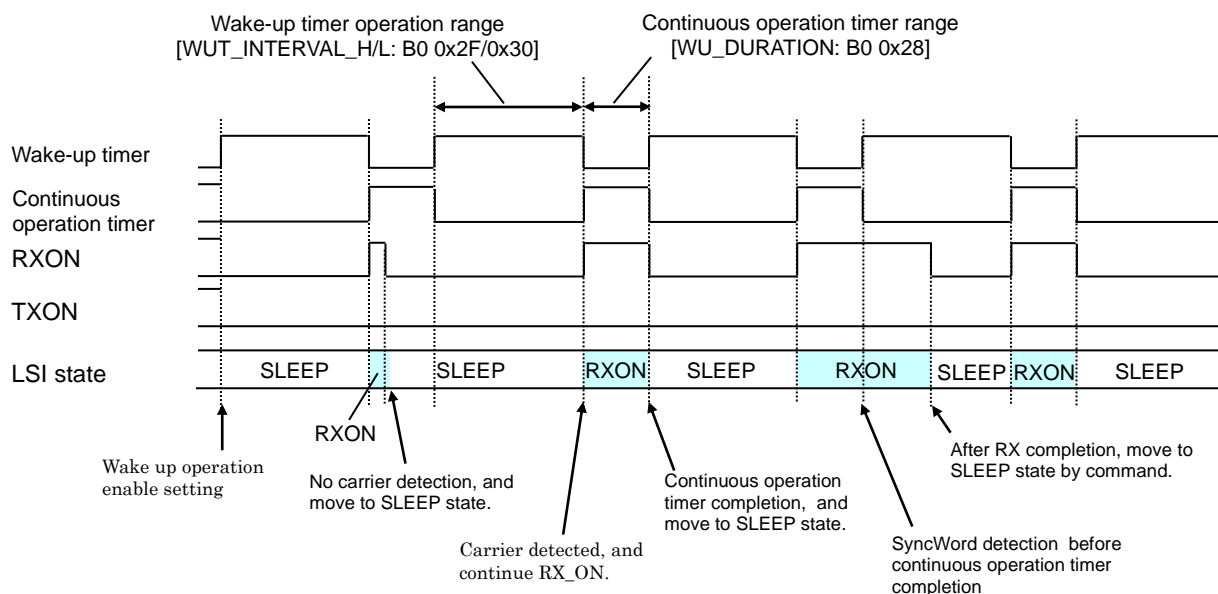 Wake-up timer operation range
[WUT_INTERVAL_H/L: B0 0x2F/0x30]
Continuous operation timer range
[WU_DURATION: B0 0x28]
Wake-up timer
Continuous
operation timer
RXON
TXON
LSI state
SLEEP
SLEEP
RXON
SLEEP
RXON
SLEEP
RXON
SLEEP
RXON
Wake up operation
enable setting
No carrier detection, and
move to SLEEP state.
Carrier detected, and
continue RX_ON.
Continuous operation
timer completion,  and
move to SLEEP state.
After RX completion, move to
SLEEP state by command.
SyncWord detection  before
continuous operation timer
completion